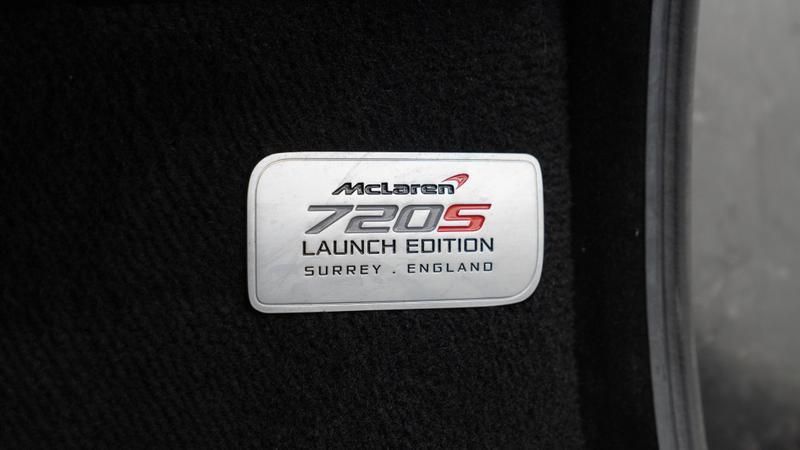 McLaren
720S
LAUNCH EDITION
SURREY . ENGLAND